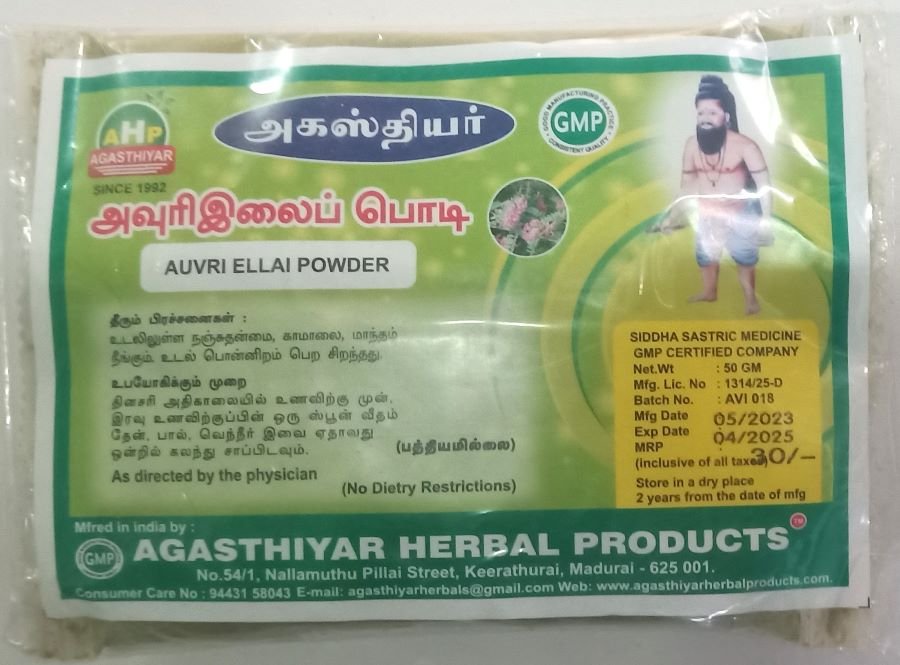 AHP
AGASTHIYAR
SINCE 1992
அகஸ்தியர்
GOOD MANUFACTURING PRACTICE
GMP
CONSISTENT QUALITY
அவுரிஇலைப் பொடி
AUVRI ELLAI POWDER
தீரும் பிரச்சனைகள் :
உடலிலுள்ள நஞ்சுதன்மை, காமாலை, மாந்தம்
நீங்கும். உடல் பொன்னிறம் பெற சிறந்தது.
உபயோகிக்கும் முறை
தினசரி அதிகாலையில் உணவிற்கு முன்,
இரவு உணவிற்குப்பின் ஒரு ஸ்பூன் வீதம்
தேன், பால், வெந்நீர் இவை ஏதாவது
ஒன்றில் கலந்து சாப்பிடவும்.
(பத்தியமில்லை)
As directed by the physician
(No Dietry Restrictions)
SIDDHA SASTRIC MEDICINE
GMP CERTIFIED COMPANY
Net.Wt : 50 GM
Mfg. Lic. No : 1314/25-D
Batch No. : AVI 018
Mfg Date : 05/2023
Exp Date : 04/2025
MRP 30/-
(inclusive of all taxes)
Store in a dry place
2 years from the date of mfg
Mfred in india by :
GMP
AGASTHIYAR HERBAL PRODUCTS TM
No.54/1, Nallamuthu Pillai Street, Keerathurai, Madurai - 625 001.
Consumer Care No : 94431 58043 E-mail: agasthiyarherbals@gmail.com Web: www.agasthiyarherbalproducts.com.